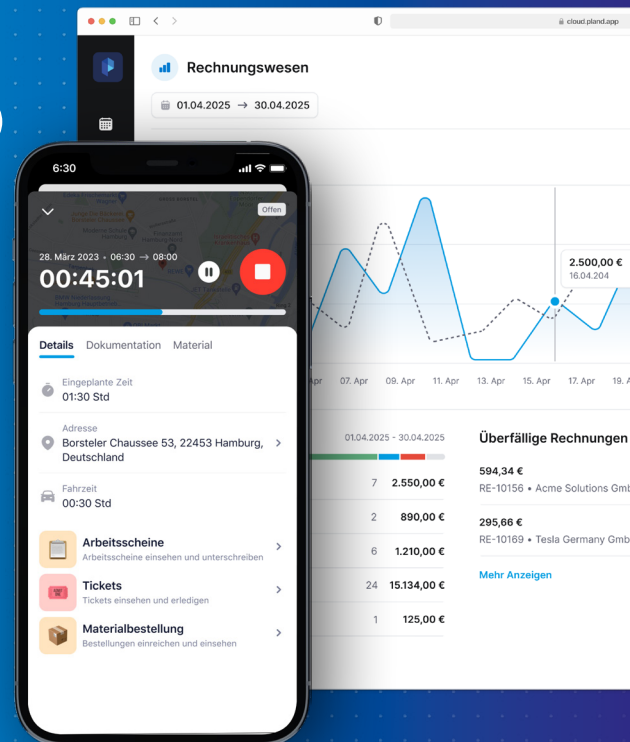 cloud.pland.app
Rechnungswesen
01.04.2025 → 30.04.2025
6:30
Offen
28. März 2023 • 06:30 → 08:00
00:45:01
Details Dokumentation Material
Eingeplante Zeit
01:30 Std
Adresse
Borsteler Chaussee 53, 22453 Hamburg,
Deutschland
Fahrzeit
00:30 Std
Arbeitsscheine
Arbeitsscheine einsehen und unterschreiben
Tickets
Tickets einsehen und erledigen
Materialbestellung
Bestellungen einreichen und einsehen
2.500,00 €
16.04.204
Apr 07. Apr 09. Apr 11. Apr 13. Apr 15. Apr 17. Apr 19. A
01.04.2025 - 30.04.2025
7 2.550,00 €
2 890,00 €
6 1.210,00 €
24 15.134,00 €
1 125,00 €
Überfällige Rechnungen
594,34 €
RE-10156 • Acme Solutions Gmb
295,66 €
RE-10169 • Tesla Germany Gmb
Mehr Anzeigen